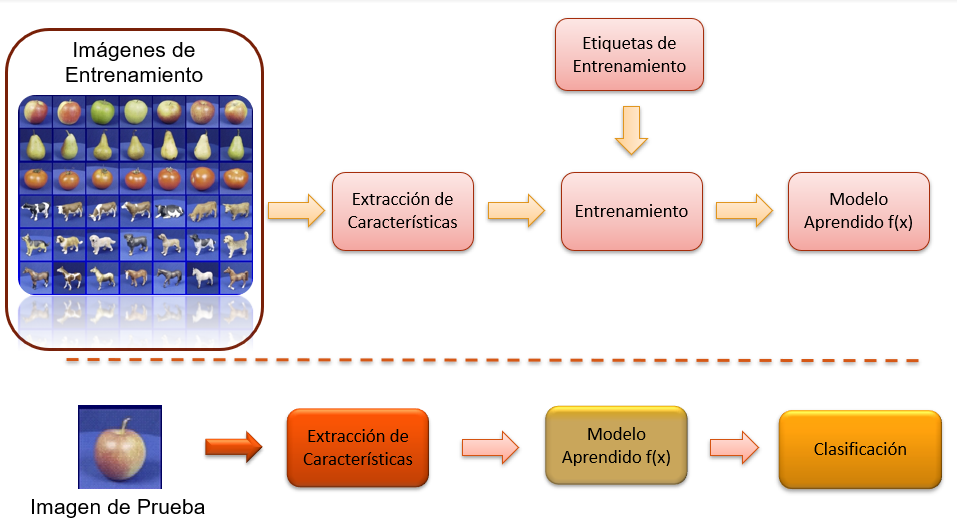 Imágenes de
Entrenamiento
Etiquetas de
Entrenamiento
Extracción de
Características
Entrenamiento
Modelo
Aprendido f(x)
Imagen de Prueba
Extracción de
Características
Modelo
Aprendido f(x)
Clasificación